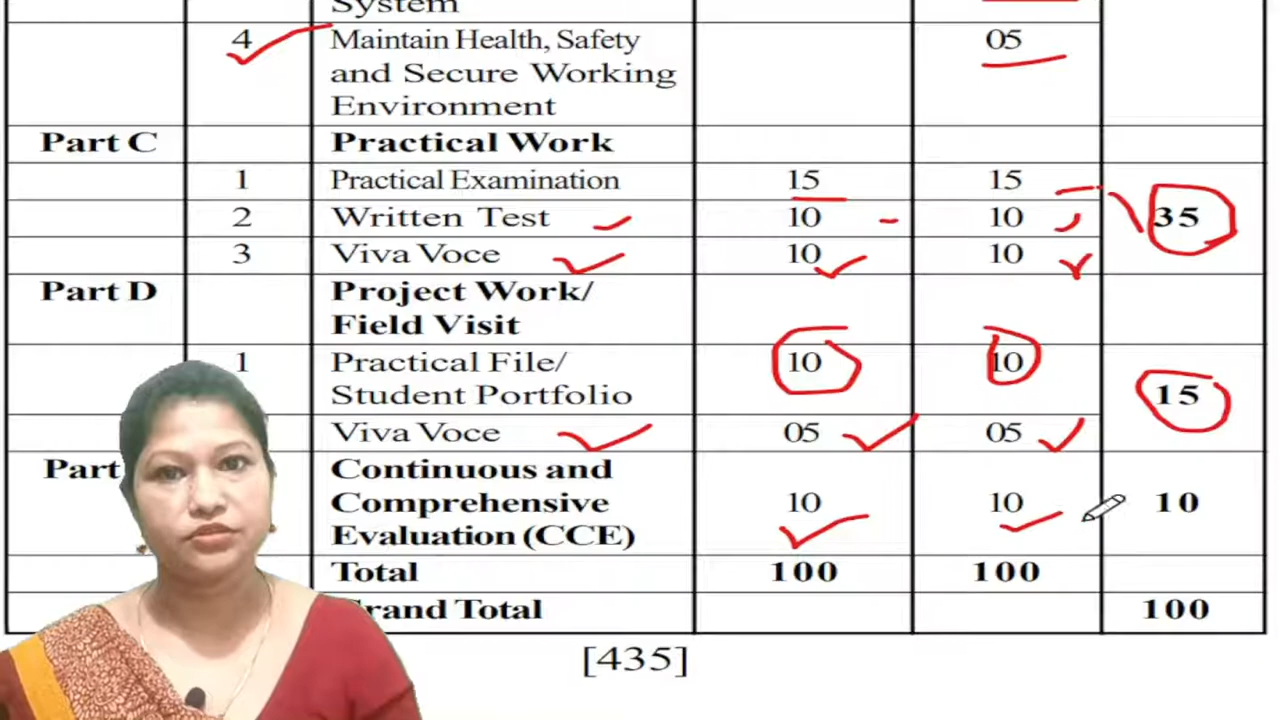 System
4 Maintain Health, Safety 05
and Secure Working
Environment
Part C Practical Work
1 Practical Examination 15 15
2 Written Test 10 10 35
3 Viva Voce 10 10
Part D Project Work/
Field Visit
1 Practical File/ 10 10
Student Portfolio 15
Viva Voce 05 05
Part Continuous and
Comprehensive 10 10 10
Evaluation (CCE)
Total 100 100
Grand Total 100
[435]